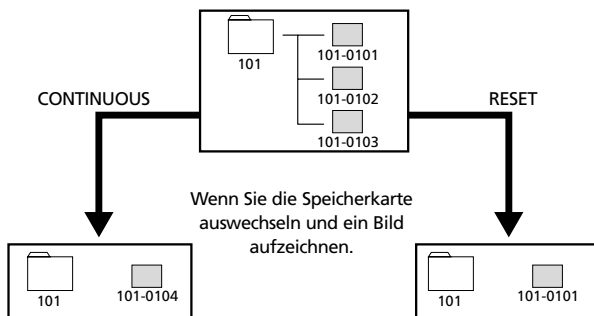 101
101-0101
101-0102
101-0103
CONTINUOUS
RESET
Wenn Sie die Speicherkarte
auswechseln und ein Bild
aufzeichnen.
101
101-0104
101
101-0101